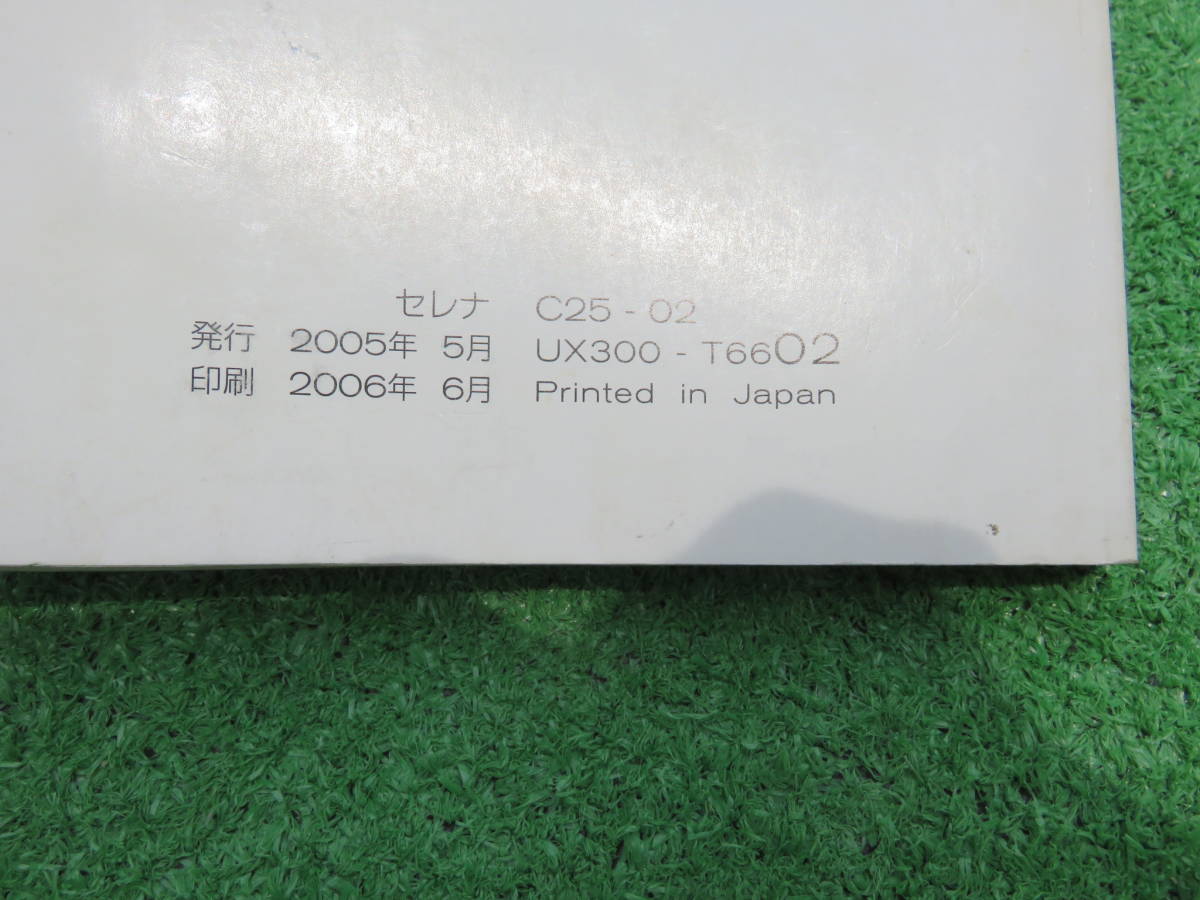 セレナ C25 - 02
発行 2005年 5月 UX300 - T6602
印刷 2006年 6月 Printed in Japan